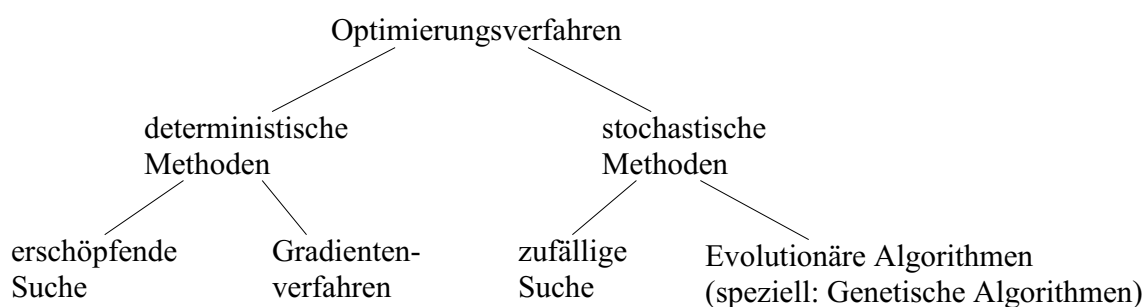 Optimierungsverfahren
deterministische
Methoden
stochastische
Methoden
erschöpfende
Suche
Gradienten-
verfahren
zufällige
Suche
Evolutionäre Algorithmen
(speziell: Genetische Algorithmen)